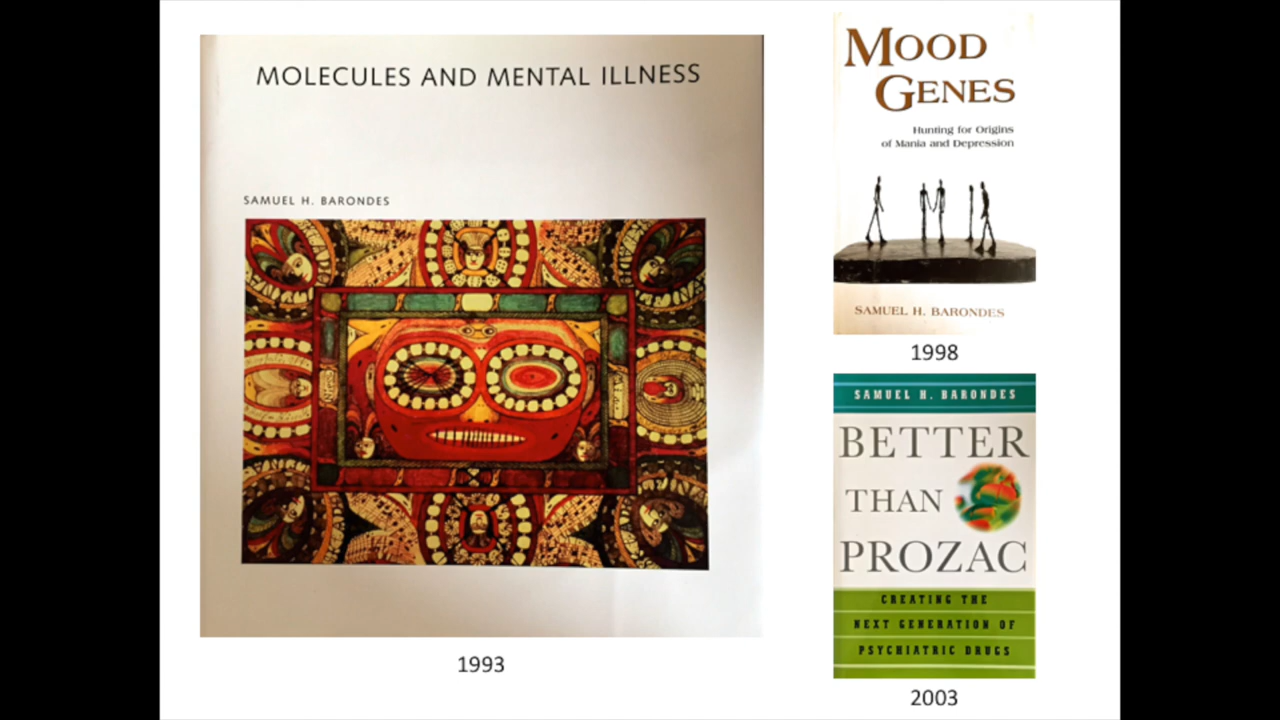 MOLECULES AND MENTAL ILLNESS
SAMUEL H. BARONDES
1993
MOOD
GENES
Hunting for Origins
of Mania and Depression
SAMUEL H. BARONDES
1998
SAMUEL H. BARONDES
BETTER
THAN
PROZAC
CREATING THE
NEXT GENERATION OF
PSYCHIATRIC DRUGS
2003